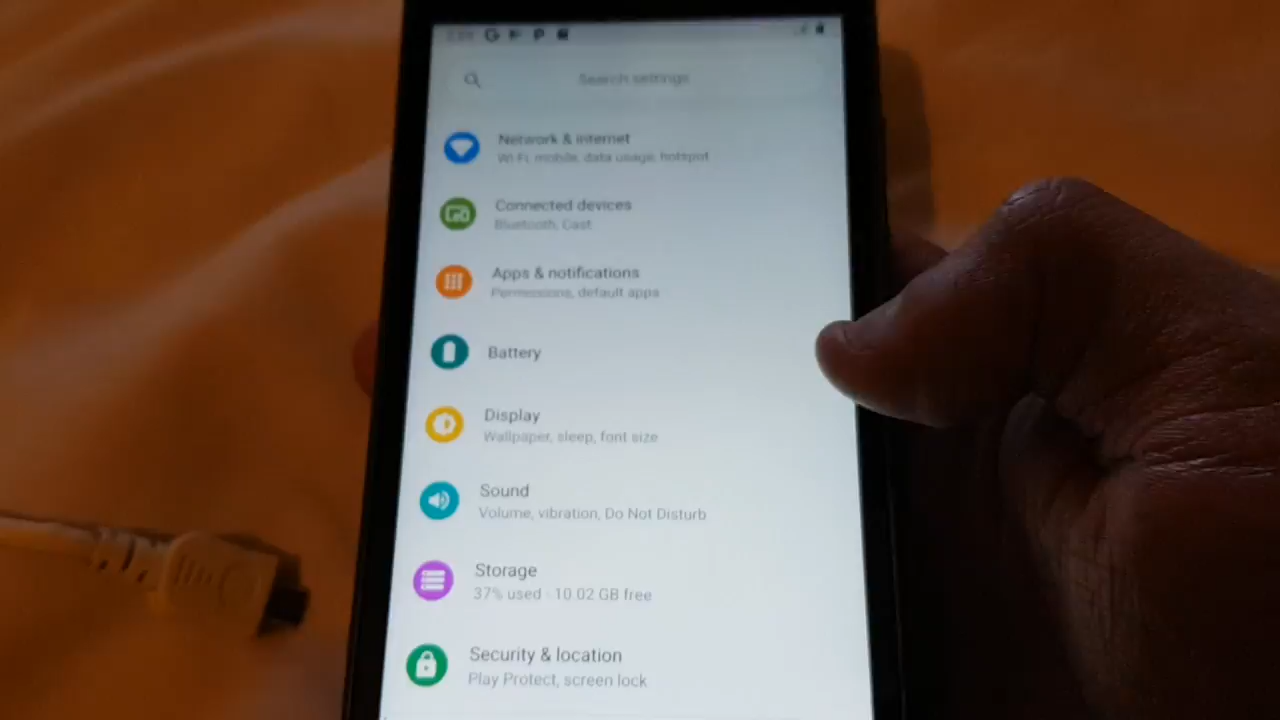 Search settings
Network & internet
Wi-Fi, mobile, data usage, hotspot
Connected devices
Bluetooth, Cast
Apps & notifications
Permissions, default apps
Battery
Display
Wallpaper, sleep, font size
Sound
Volume, vibration, Do Not Disturb
Storage
37% used - 10.02 GB free
Security & location
Play Protect, screen lock